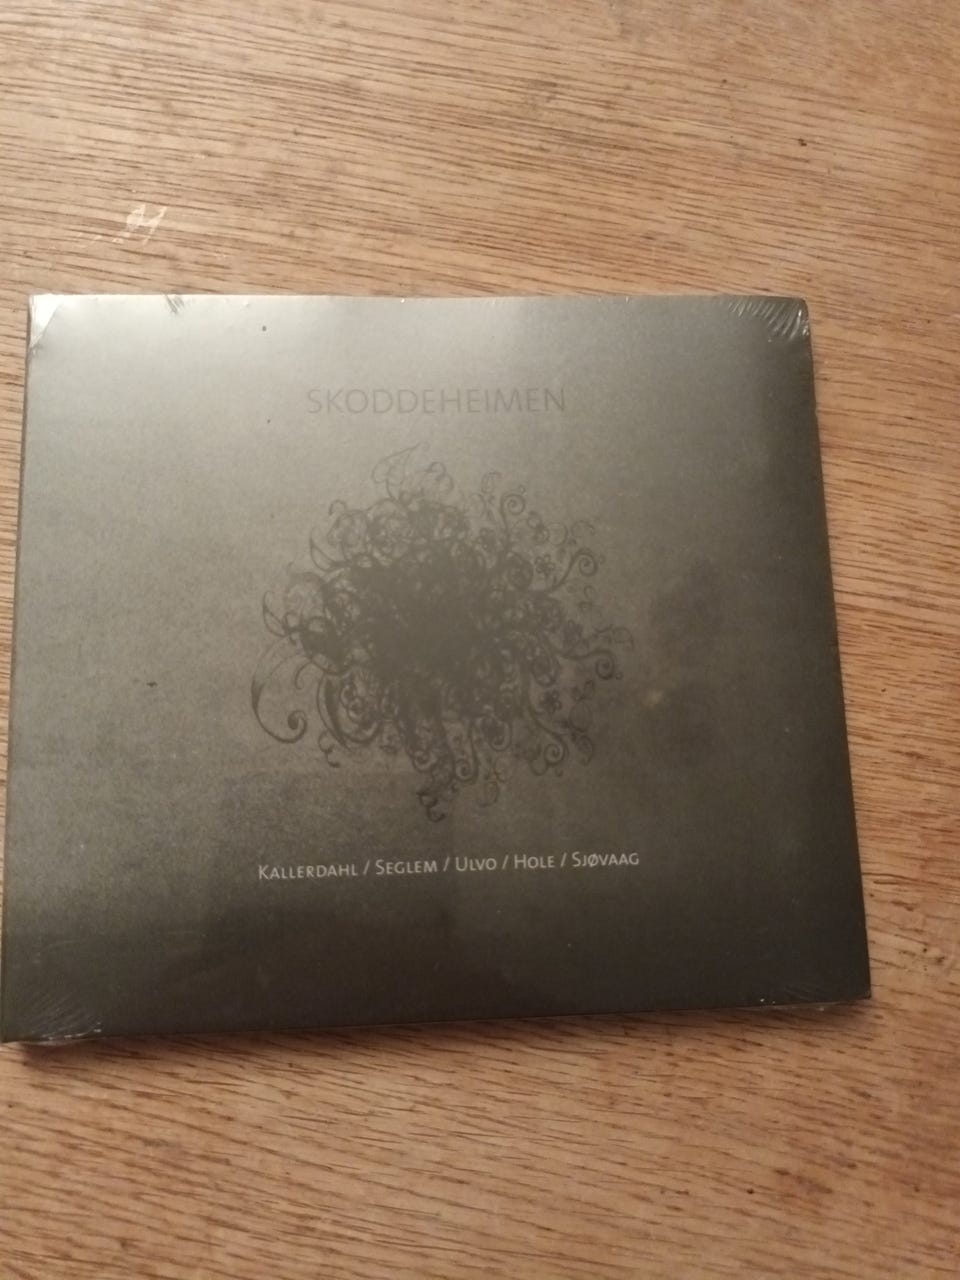 SKODDEHEIMEN
KALLERDAHL / SEGLEM / ULVO / HOLE / SJØVAAG